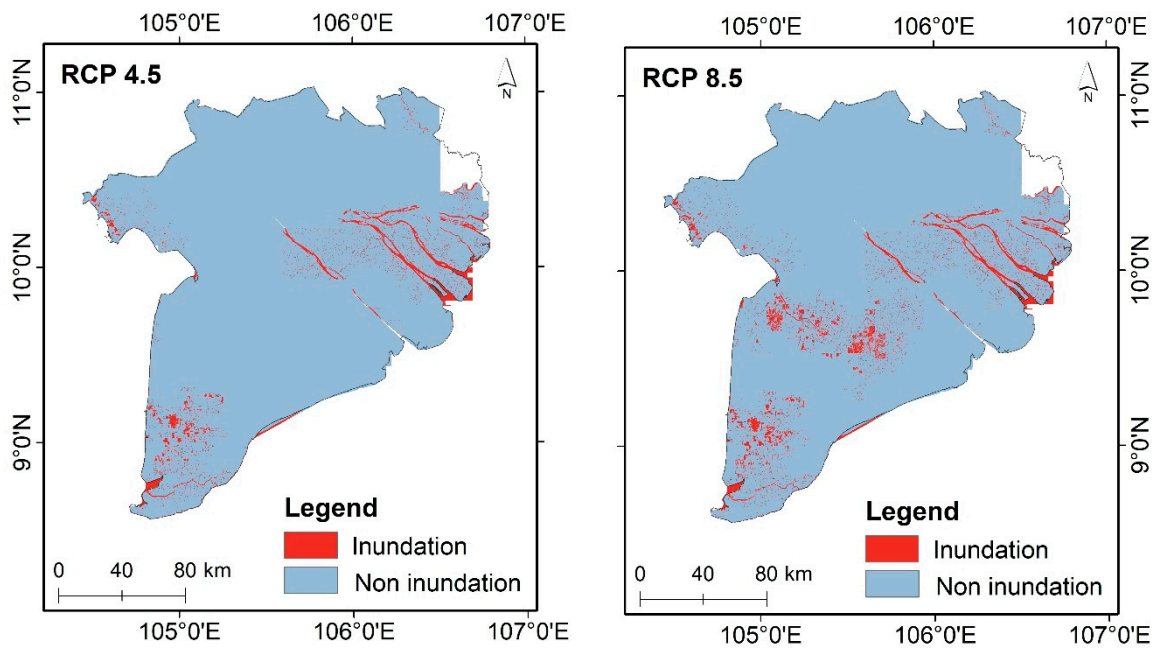 105°0'E 106°0'E 107°0'E
RCP 4.5
N
11°0'N
10°0'N
9°0'N
Legend
Inundation
Non inundation
0 40 80 km
105°0'E 106°0'E 107°0'E
105°0'E 106°0'E 107°0'E
RCP 8.5
N
11°0'N
10°0'N
9°0'N
Legend
Inundation
Non inundation
0 40 80 km
105°0'E 106°0'E 107°0'E